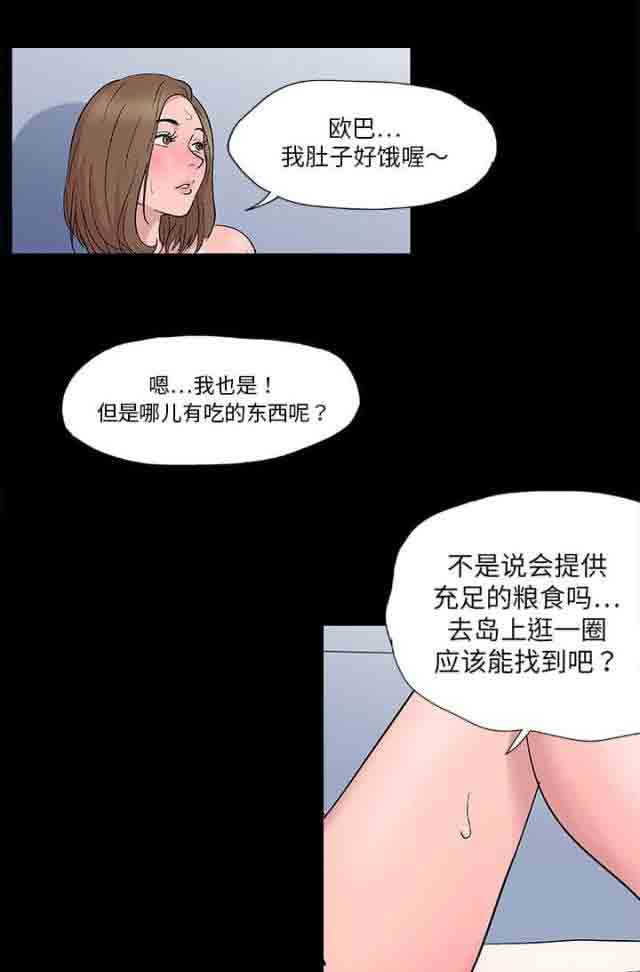 欧巴...
我肚子好饿喔～
嗯...我也是！
但是哪儿有吃的东西呢？
不是说会提供
充足的粮食吗...
去岛上逛一圈
应该能找到吧？